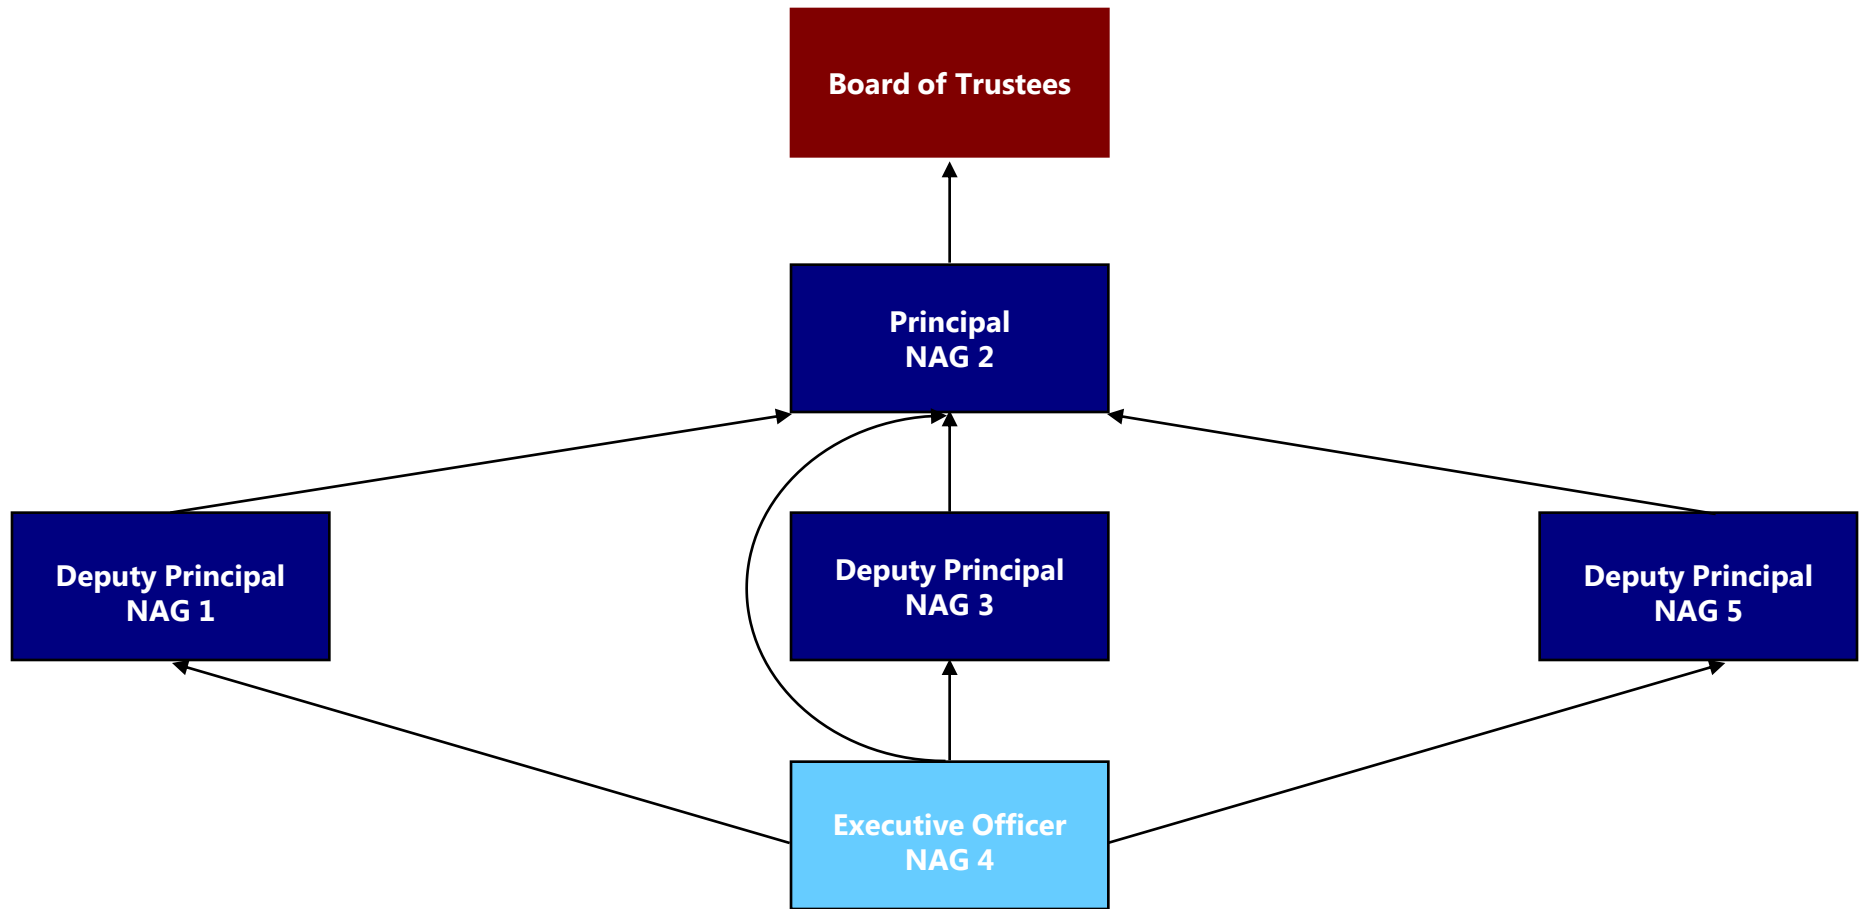 Board of Trustees
Principal
NAG 2
Deputy Principal
NAG 1
Deputy Principal
NAG 3
Deputy Principal
NAG 5
Executive Officer
NAG 4